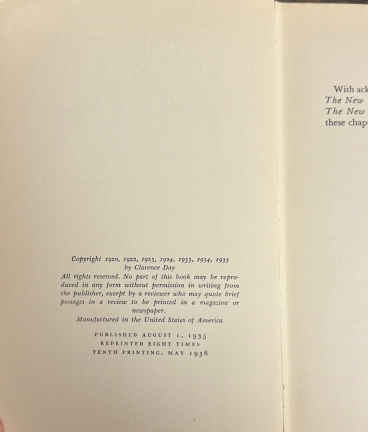 Copyright 1920, 1922, 1923, 1924, 1933, 1934, 1935
by Clarence Day
All rights reserved. No part of this book may be repro-
duced in any form without permission in writing from
the publisher, except by a reviewer who may quote brief
passages in a review to be printed in a magazine or
newspaper.
Manufactured in the United States of America
PUBLISHED AUGUST 1, 1935
REPRINTED EIGHT TIMES
TENTH PRINTING, MAY 1936
With ack
The New
The New
these chap